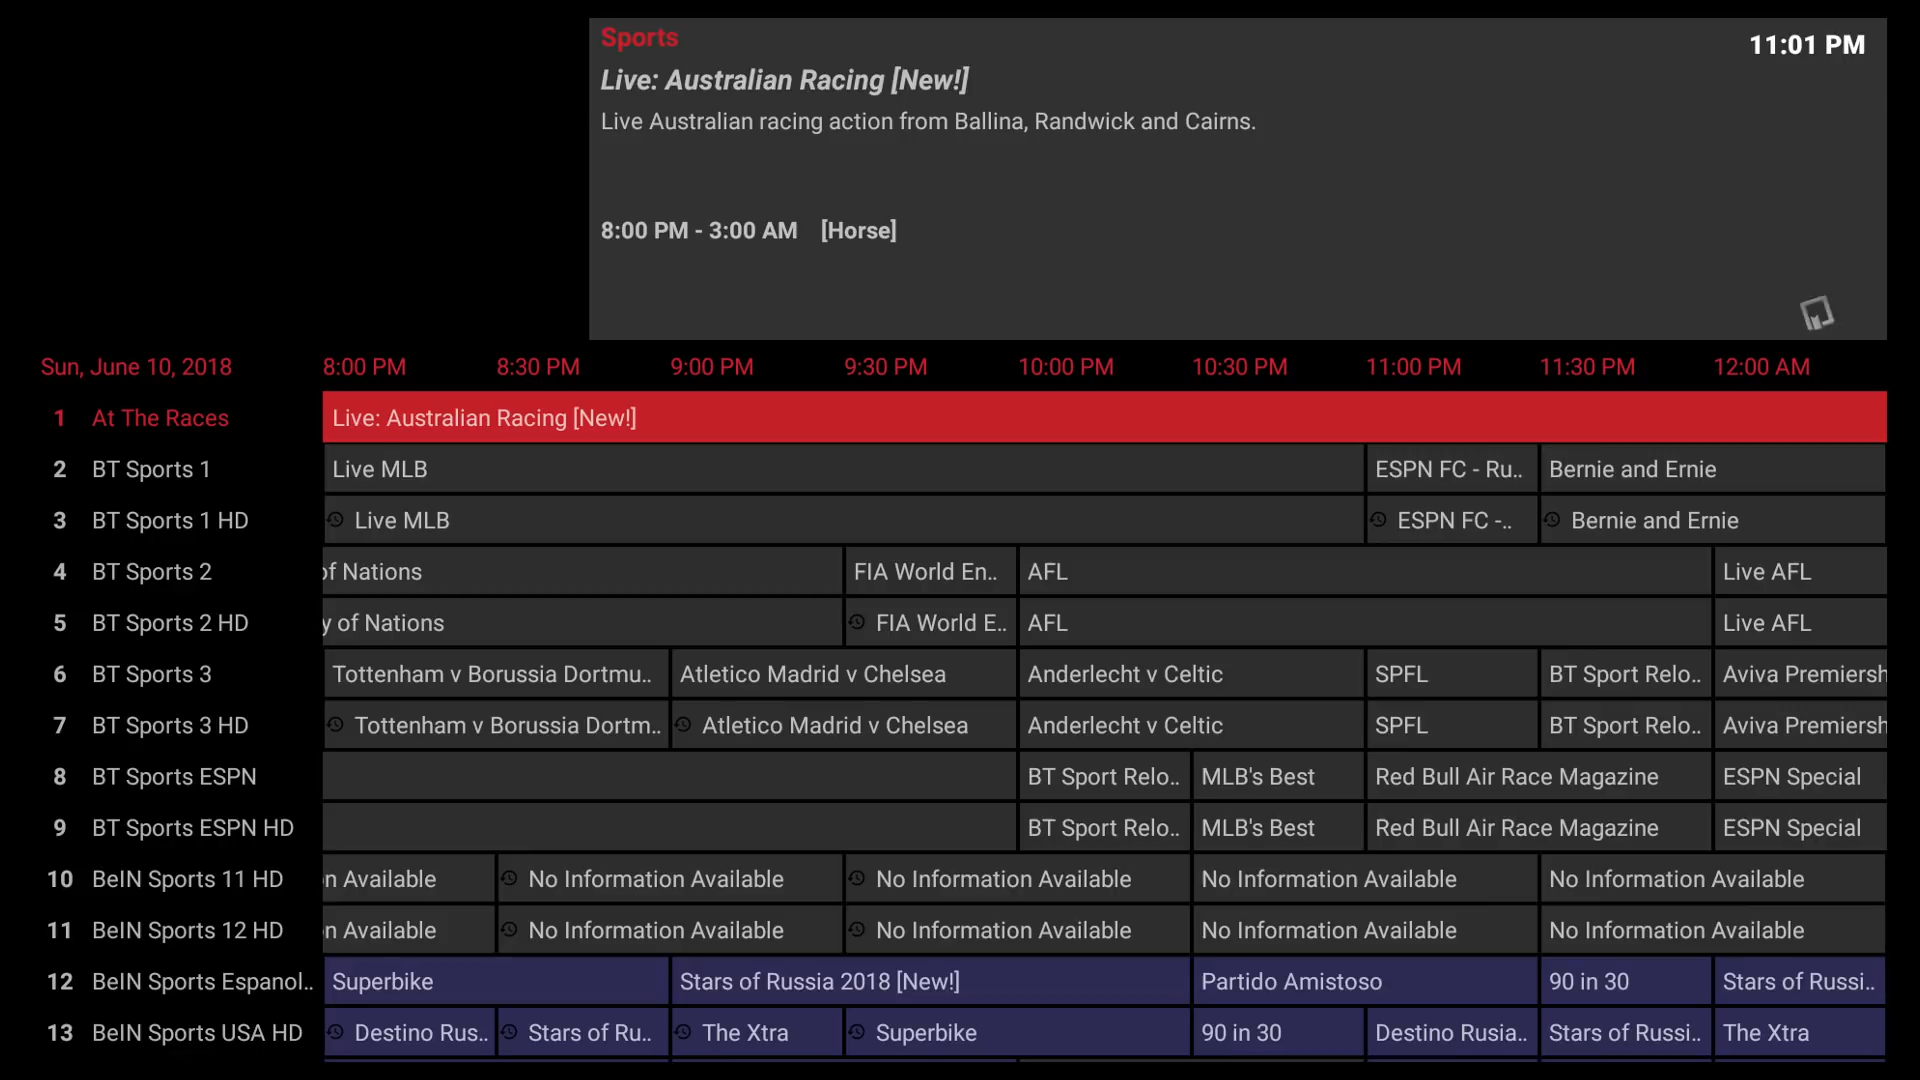 Sports
11:01 PM
Live: Australian Racing [New!]
Live Australian racing action from Ballina, Randwick and Cairns.
8:00 PM - 3:00 AM [Horse]
Sun, June 10, 2018 8:00 PM 8:30 PM 9:00 PM 9:30 PM 10:00 PM 10:30 PM 11:00 PM 11:30 PM 12:00 AM
1 At The Races Live: Australian Racing [New!]
2 BT Sports 1 Live MLB ESPN FC - Ru.. Bernie and Ernie
3 BT Sports 1 HD Live MLB ESPN FC -.. Bernie and Ernie
4 BT Sports 2 of Nations FIA World En.. AFL Live AFL
5 BT Sports 2 HD y of Nations FIA World E.. AFL Live AFL
6 BT Sports 3 Tottenham v Borussia Dortmu.. Atletico Madrid v Chelsea Anderlecht v Celtic SPFL BT Sport Relo.. Aviva Premiersh
7 BT Sports 3 HD Tottenham v Borussia Dortm.. Atletico Madrid v Chelsea Anderlecht v Celtic SPFL BT Sport Relo.. Aviva Premiersh
8 BT Sports ESPN BT Sport Relo.. MLB's Best Red Bull Air Race Magazine ESPN Special
9 BT Sports ESPN HD BT Sport Relo.. MLB's Best Red Bull Air Race Magazine ESPN Special
10 BeIN Sports 11 HD n Available No Information Available No Information Available No Information Available No Information Available
11 BeIN Sports 12 HD n Available No Information Available No Information Available No Information Available No Information Available
12 BeIN Sports Espanol.. Superbike Stars of Russia 2018 [New!] Partido Amistoso 90 in 30 Stars of Russi..
13 BeIN Sports USA HD Destino Rus.. Stars of Ru.. The Xtra Superbike 90 in 30 Destino Rusia.. Stars of Russi.. The Xtra